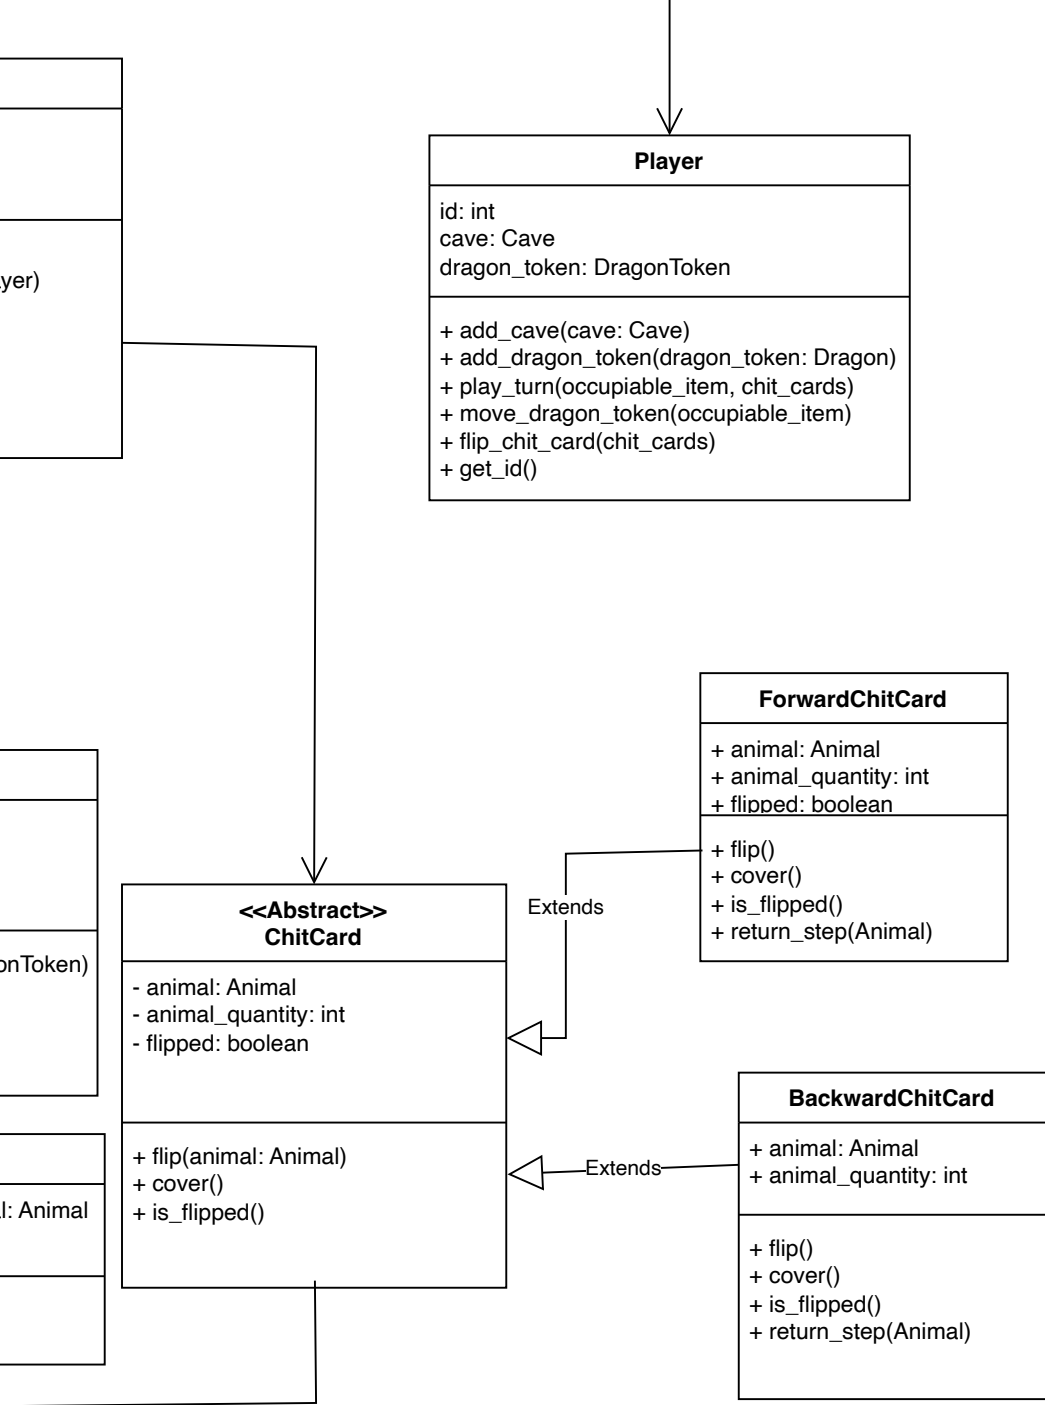 yer)
Player
id: int
cave: Cave
dragon_token: DragonToken
+ add_cave(cave: Cave)
+ add_dragon_token(dragon_token: Dragon)
+ play_turn(occupiable_item, chit_cards)
+ move_dragon_token(occupiable_item)
+ flip_chit_card(chit_cards)
+ get_id()
ForwardChitCard
+ animal: Animal
+ animal_quantity: int
+ flipped: boolean
+ flip()
+ cover()
+ is_flipped()
+ return_step(Animal)
Extends
<<Abstract>>
ChitCard
- animal: Animal
- animal_quantity: int
- flipped: boolean
+ flip(animal: Animal)
+ cover()
+ is_flipped()
onToken)
l: Animal
Extends
BackwardChitCard
+ animal: Animal
+ animal_quantity: int
+ flip()
+ cover()
+ is_flipped()
+ return_step(Animal)